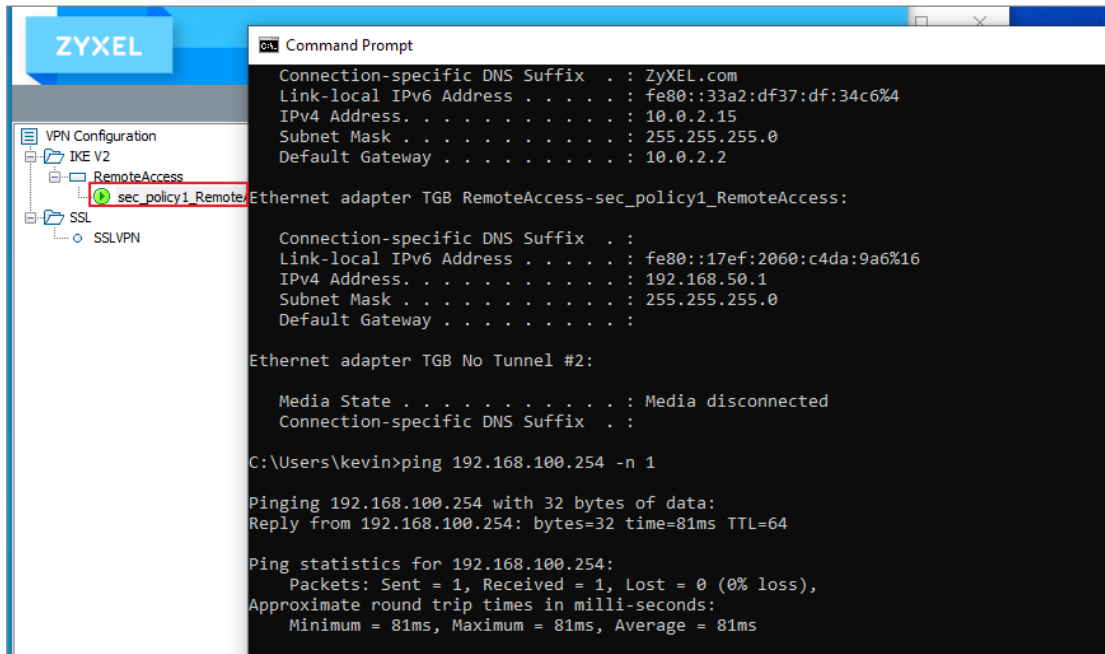 ZYXEL
VPN Configuration
IKE V2
RemoteAccess
sec_policy1_RemoteA
SSL
SSLVPN
Command Prompt
Connection-specific DNS Suffix  . : ZyXEL.com
Link-local IPv6 Address . . . . . : fe80::33a2:df37:df:34c6%4
IPv4 Address. . . . . . . . . . . : 10.0.2.15
Subnet Mask . . . . . . . . . . . : 255.255.255.0
Default Gateway . . . . . . . . . : 10.0.2.2
Ethernet adapter TGB RemoteAccess-sec_policy1_RemoteAccess:
Connection-specific DNS Suffix  . :
Link-local IPv6 Address . . . . . : fe80::17ef:2060:c4da:9a6%16
IPv4 Address. . . . . . . . . . . : 192.168.50.1
Subnet Mask . . . . . . . . . . . : 255.255.255.0
Default Gateway . . . . . . . . . :
Ethernet adapter TGB No Tunnel #2:
Media State . . . . . . . . . . . : Media disconnected
Connection-specific DNS Suffix  . :
C:\Users\kevin>ping 192.168.100.254 -n 1
Pinging 192.168.100.254 with 32 bytes of data:
Reply from 192.168.100.254: bytes=32 time=81ms TTL=64
Ping statistics for 192.168.100.254:
Packets: Sent = 1, Received = 1, Lost = 0 (0% loss),
Approximate round trip times in milli-seconds:
Minimum = 81ms, Maximum = 81ms, Average = 81ms